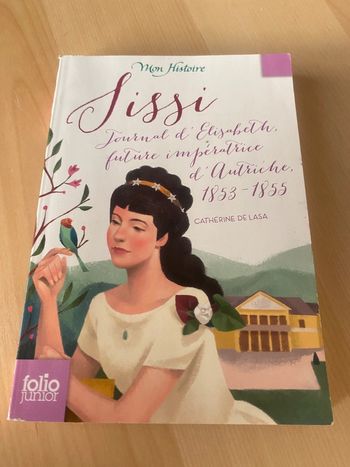 Mon Histoire
Sissi
Journal d'Elisabeth,
future impératrice
d'Autriche,
1853-1855
CATHERINE DE LASA
folio
junior